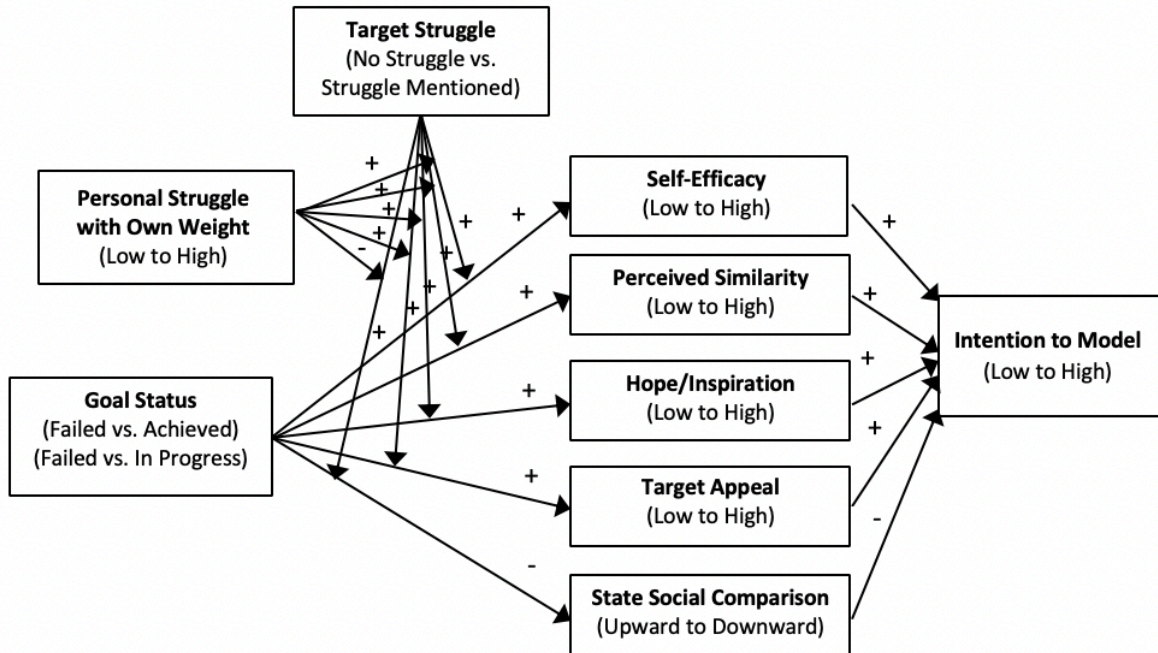 Target Struggle
(No Struggle vs.
Struggle Mentioned)
Personal Struggle
with Own Weight
(Low to High)
Goal Status
(Failed vs. Achieved)
(Failed vs. In Progress)
+
+
+
+
-
+
+
+
+
+
Self-Efficacy
(Low to High)
Perceived Similarity
(Low to High)
Hope/Inspiration
(Low to High)
Target Appeal
(Low to High)
State Social Comparison
(Upward to Downward)
+
+
+
+
-
+
+
+
+
-
Intention to Model
(Low to High)